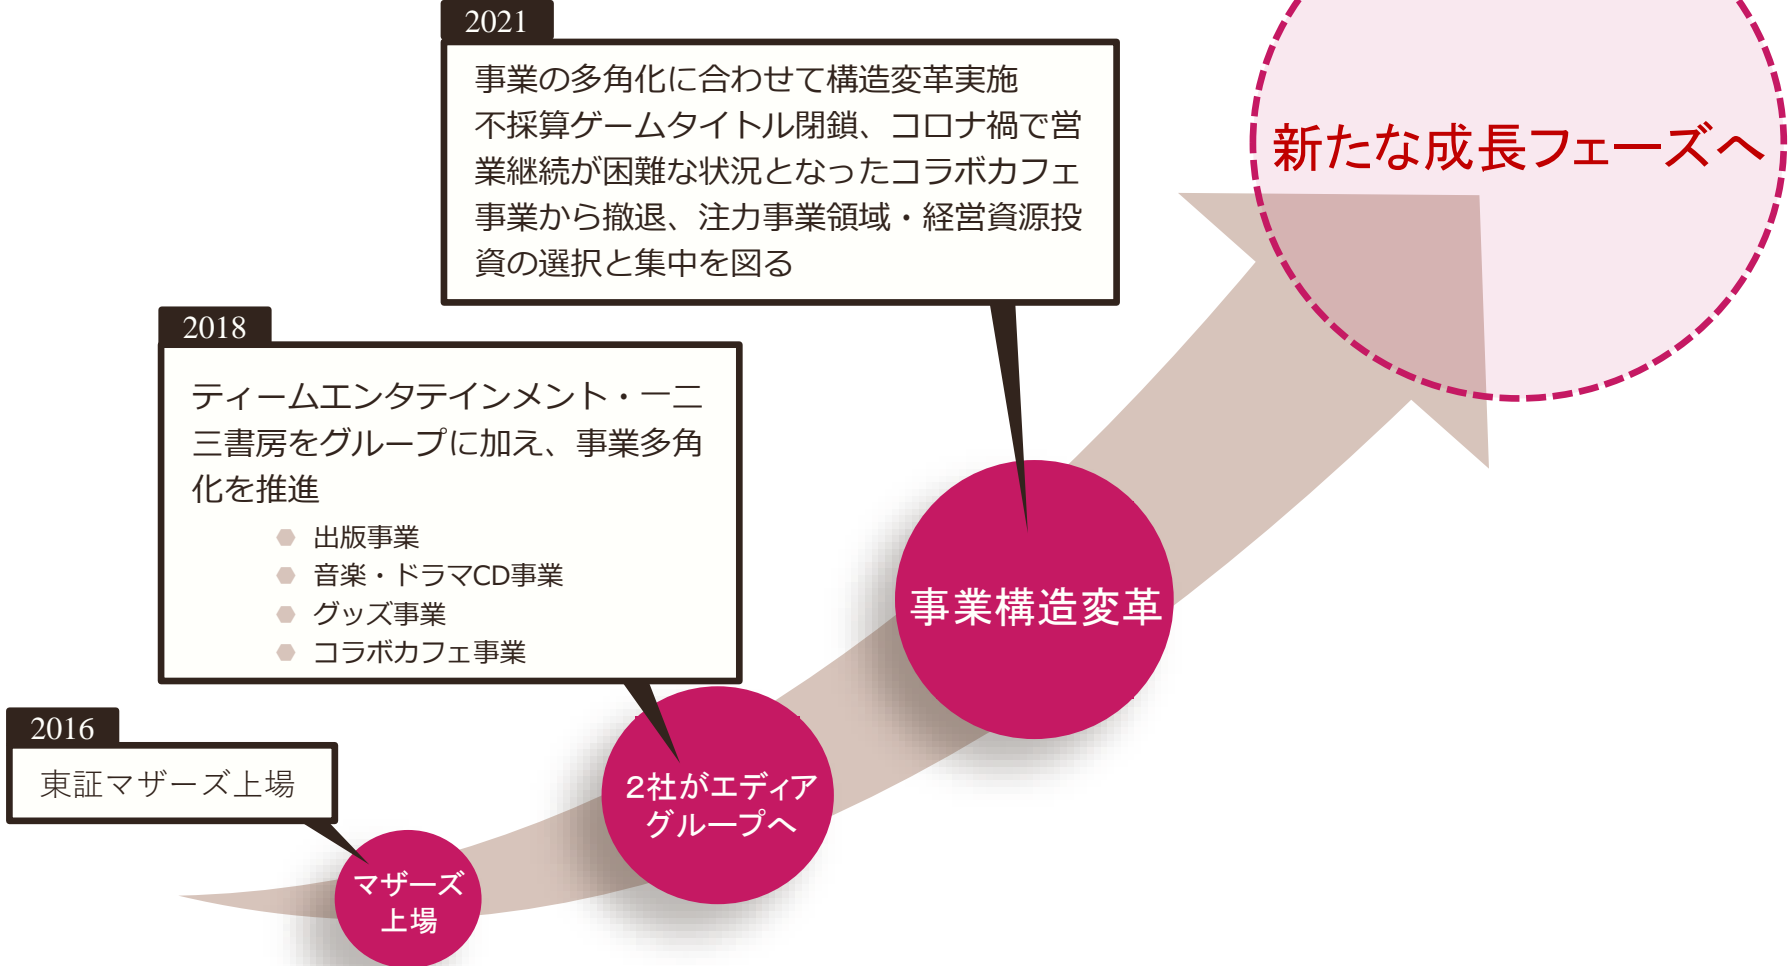 2021
事業の多角化に合わせて構造変革実施
不採算ゲームタイトル閉鎖、コロナ禍で営
業継続が困難な状況となったコラボカフェ
事業から撤退、注力事業領域・経営資源投
資の選択と集中を図る
新たな成長フェーズへ
2018
ティームエンタテインメント・一二
三書房をグループに加え、事業多角
化を推進
出版事業
音楽・ドラマCD事業
グッズ事業
コラボカフェ事業
事業構造変革
2016
東証マザーズ上場
2社がエディア
グループへ
マザーズ
上場